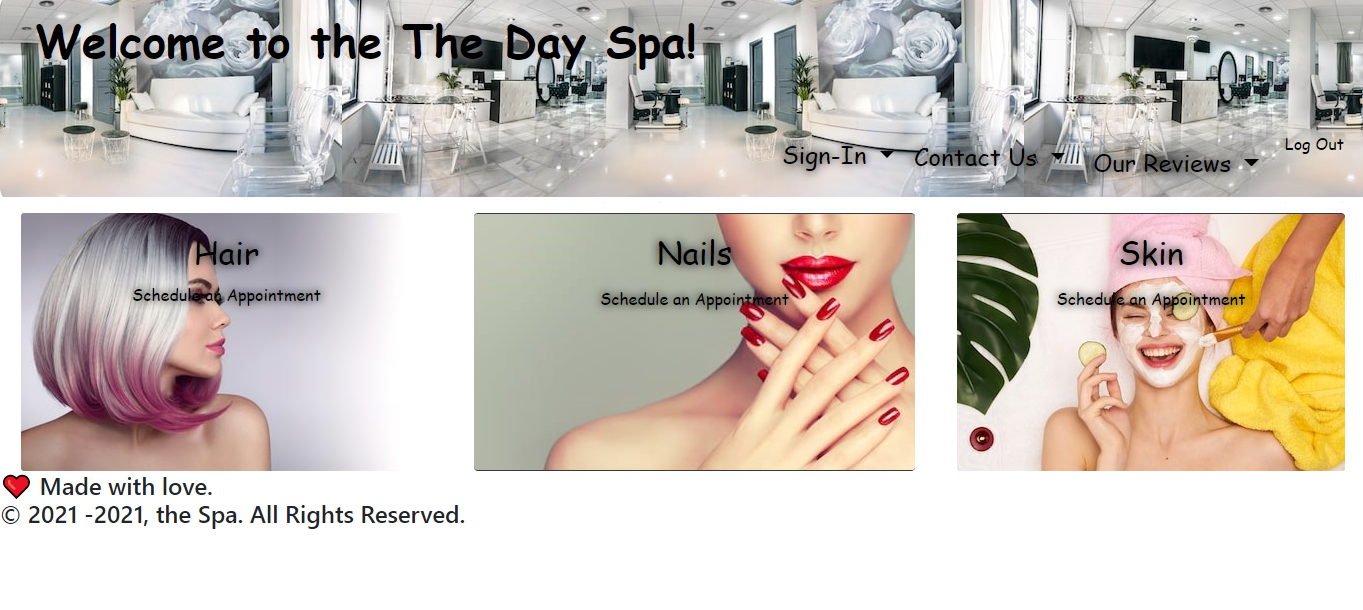 Welcome to the The Day Spa!
Sign-In Contact Us Our Reviews Log Out
Hair Nails Skin
Schedule an Appointment Schedule an Appointment Schedule an Appointment
Made with love.
© 2021 -2021, the Spa. All Rights Reserved.